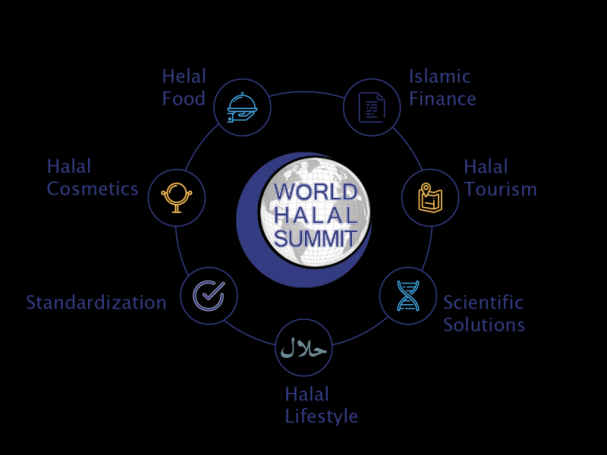 Helal
Food
Islamic
Finance
Halal
Cosmetics
Halal
Tourism
WORLD
HALAL
SUMMIT
Standardization
Scientific
Solutions
حلال
Halal
Lifestyle